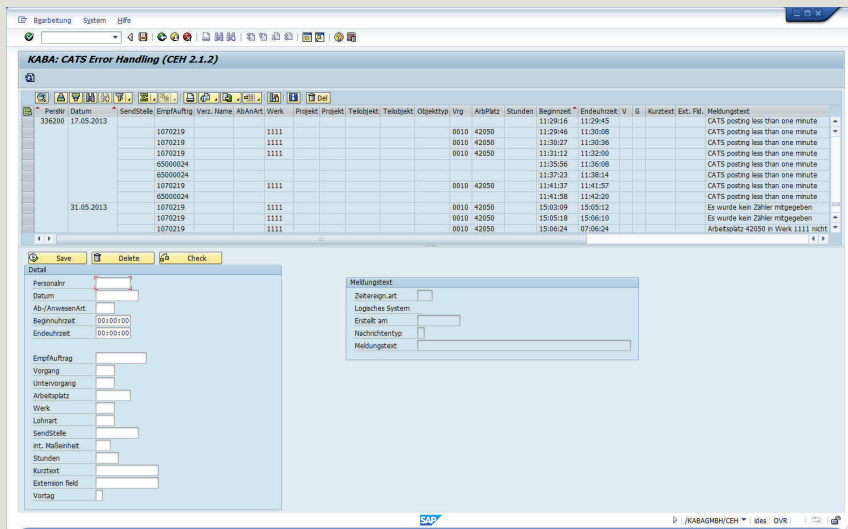 Bearbeitung System Hilfe
KABA: CATS Error Handling (CEH 2.1.2)
Del
PersNr Datum SendStelle EmpfAuftrg Verz. Name AbAnArt Werk Projekt Projekt Teilobjekt Teilobjekt Objekttyp Vrg ArbPlatz Stunden Beginnzeit Endeuhrzeit V G Kurztext Ext. Fld. Meldungstext
336200 17.05.2013 11:29:16 11:29:45 CATS posting less than one minute
1070219 1111 0010 42050 11:29:46 11:30:08 CATS posting less than one minute
1070219 1111 0010 42050 11:30:27 11:30:36 CATS posting less than one minute
1070219 1111 0010 42050 11:31:12 11:32:00 CATS posting less than one minute
65000024 11:35:56 11:36:08 CATS posting less than one minute
65000024 11:37:23 11:38:14 CATS posting less than one minute
1070219 1111 0010 42050 11:41:37 11:41:57 CATS posting less than one minute
65000024 11:41:58 11:42:20 CATS posting less than one minute
31.05.2013 1070219 1111 0010 42050 15:03:09 15:05:12 Es wurde kein Zähler mitgegeben
1070219 1111 0010 42050 15:05:18 15:06:10 Es wurde kein Zähler mitgegeben
1070219 1111 0010 42050 15:06:24 07:06:24 Arbeitsplatz 42050 in Werk 1111 nicht
Save Delete Check
Detail
Personalnr
Datum
Ab-/AnwesenArt
Beginnuhrzeit 00:00:00
Endeuhrzeit 00:00:00
EmpfAuftrag
Vorgang
Untervorgang
Arbeitsplatz
Werk
Lohnart
SendStelle
int. Maßeinheit
Stunden
Kurztext
Extension field
Vortag
Meldungstext
Zeitereign.art
Logisches System
Erstellt am
Nachrichtentyp
Meldungstext
SAP
/KABAGMBH/CEH ides OVR